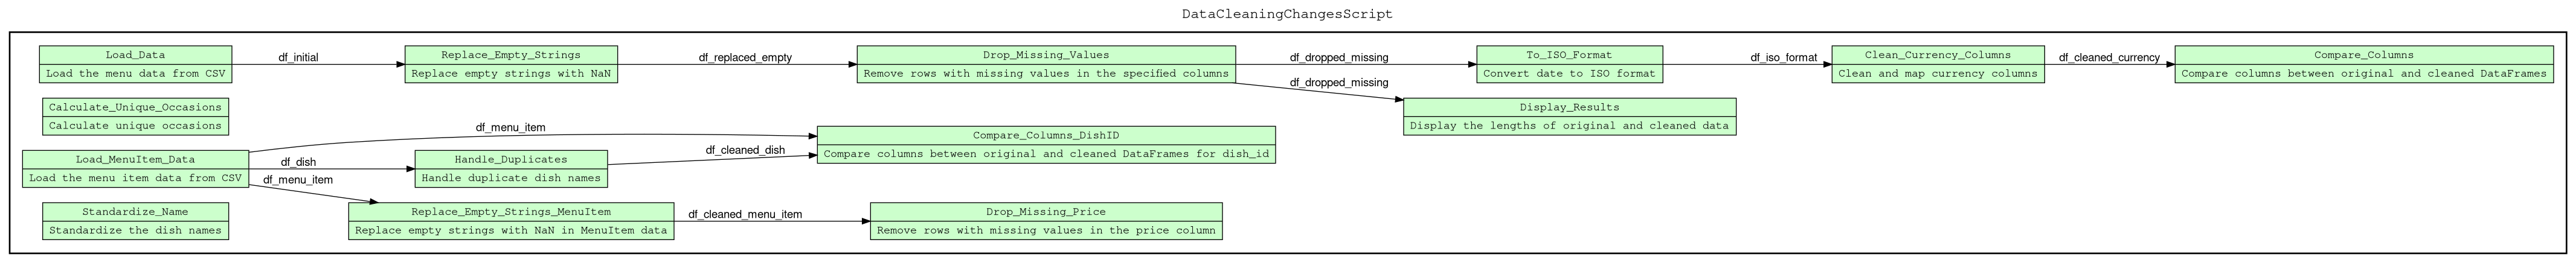 DataCleaningChangesScript
Load_Data
Load the menu data from CSV
df_initial
Replace_Empty_Strings
Replace empty strings with NaN
df_replaced_empty
Drop_Missing_Values
Remove rows with missing values in the specified columns
df_dropped_missing
To_ISO_Format
Convert date to ISO format
df_iso_format
Clean_Currency_Columns
Clean and map currency columns
df_cleaned_currency
Compare_Columns
Compare columns between original and cleaned DataFrames
df_dropped_missing
Display_Results
Display the lengths of original and cleaned data
Calculate_Unique_Occasions
Calculate unique occasions
Load_MenuItem_Data
Load the menu item data from CSV
df_menu_item
df_dish
df_menu_item
Handle_Duplicates
Handle duplicate dish names
df_cleaned_dish
Compare_Columns_DishID
Compare columns between original and cleaned DataFrames for dish_id
Standardize_Name
Standardize the dish names
Replace_Empty_Strings_MenuItem
Replace empty strings with NaN in MenuItem data
df_cleaned_menu_item
Drop_Missing_Price
Remove rows with missing values in the price column